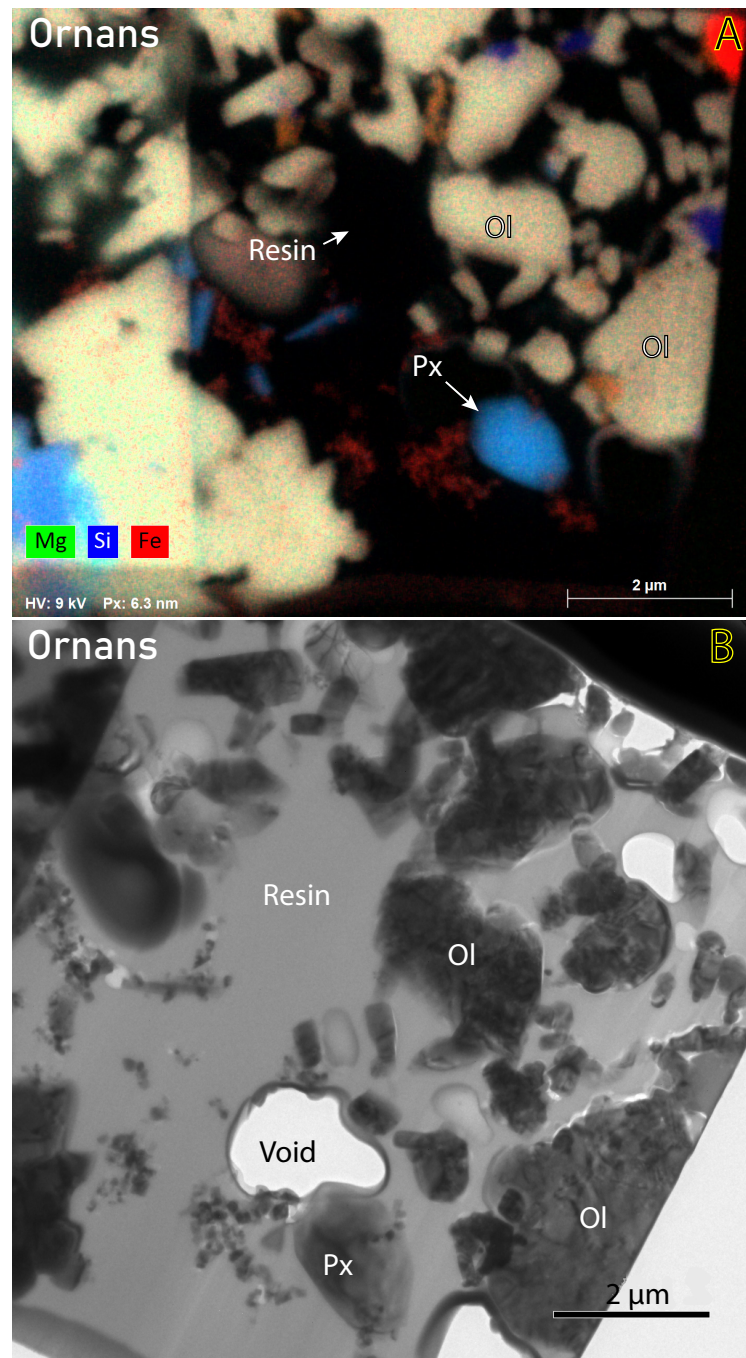 Ornans
A
Ol
Resin
Ol
Px
Mg Si Fe
HV: 9 kV Px: 6.3 nm
2 µm
Ornans
B
Resin
Ol
Void
Ol
Px
2 µm